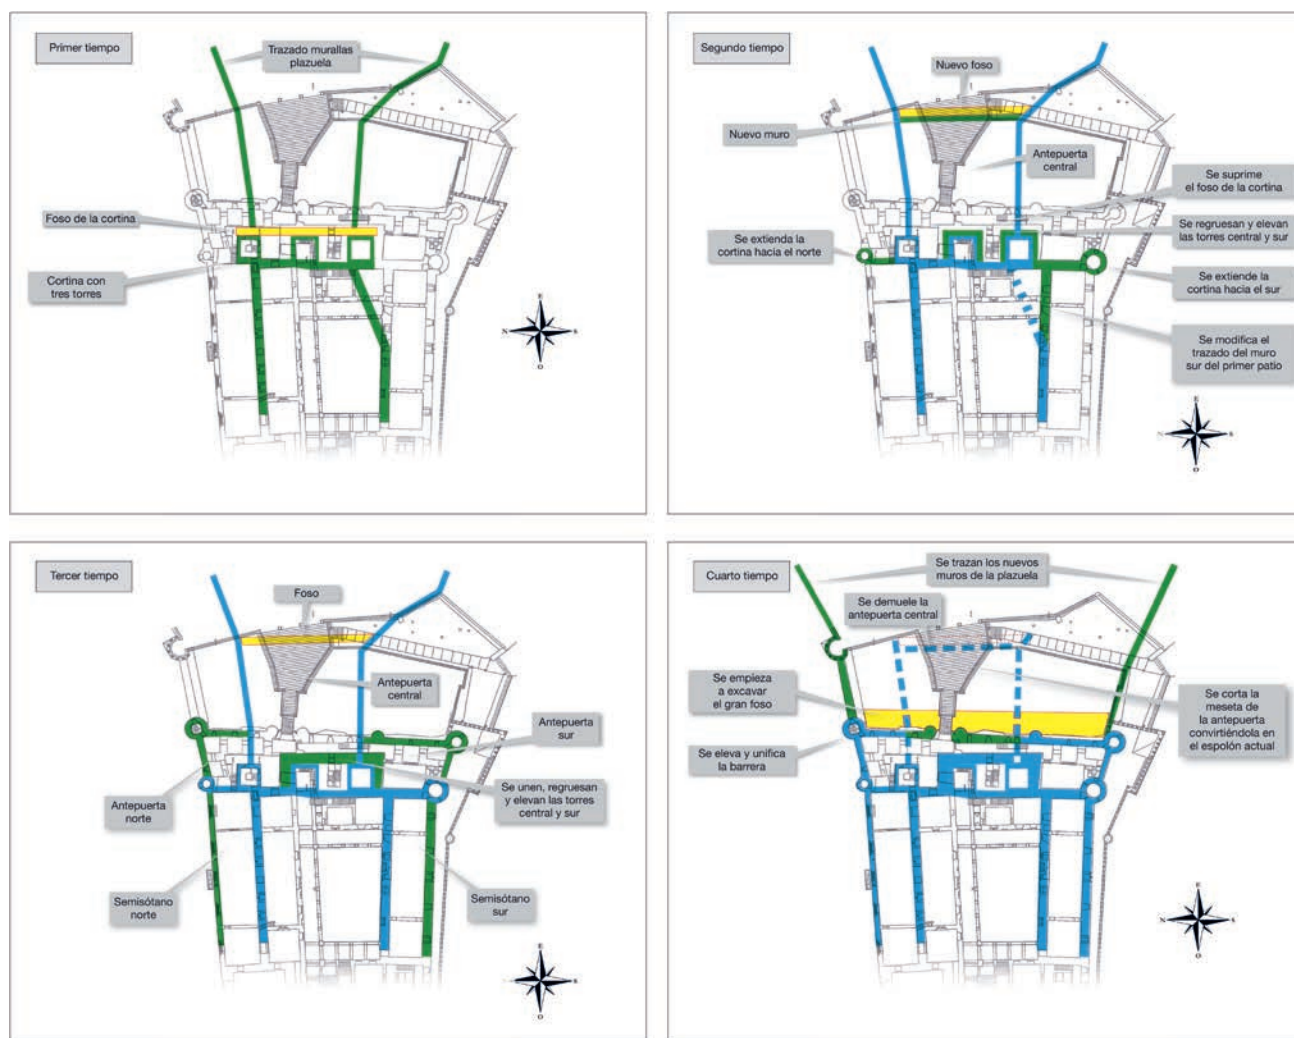 Primer tiempo
Trazado murallas
plazuela
Foso de la cortina
Cortina con
tres torres
E
N
S
O
Segundo tiempo
Nuevo foso
Nuevo muro
Antepuerta
central
Se suprime
el foso de la cortina
Se regruesan y elevan
las torres central y sur
Se extienda la
cortina hacia el norte
Se extiende la
cortina hacia el sur
Se modifica el
trazado del muro
sur del primer patio
E
N
S
O
Tercer tiempo
Foso
Antepuerta
central
Antepuerta
sur
Se unen, regruesan
y elevan las torres
central y sur
Antepuerta
norte
Semisótano
norte
Semisótano
sur
E
S
O
Cuarto tiempo
Se trazan los nuevos
muros de la plazuela
Se demuele la
antepuerta central
Se empieza
a excavar
el gran foso
Se corta la
meseta de
la antepuerta
convirtiéndola en
el espolón actual
Se eleva y unifica
la barrera
E
N
S
O